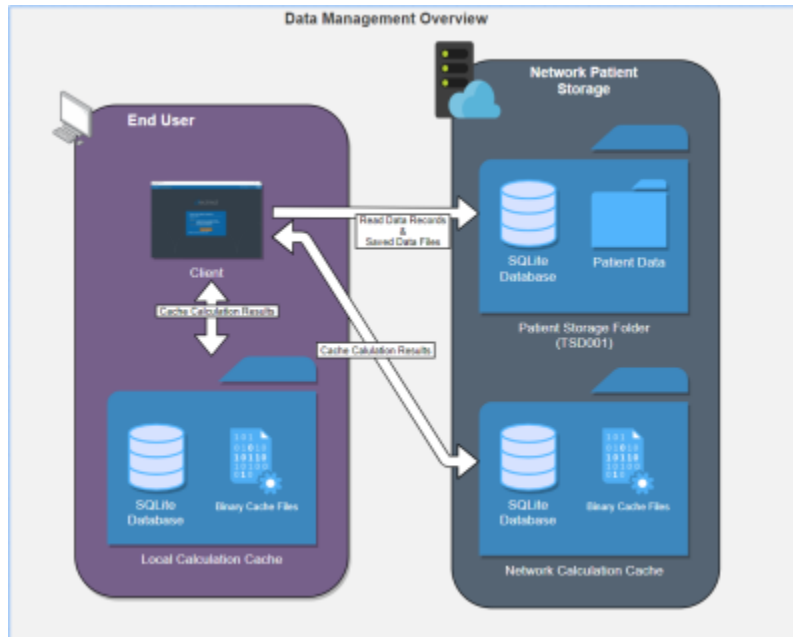 Data Management Overview
Network Patient
Storage
End User
Client
Read Data Records
&
Saved Data Files
SQLite
Database
Patient Data
Patient Storage Folder
(TSD001)
Cache Calculation Results
Cache Calulation Results
SQLite
Database
Binary Cache Files
Local Calculation Cache
SQLite
Database
Binary Cache Files
Network Calculation Cache